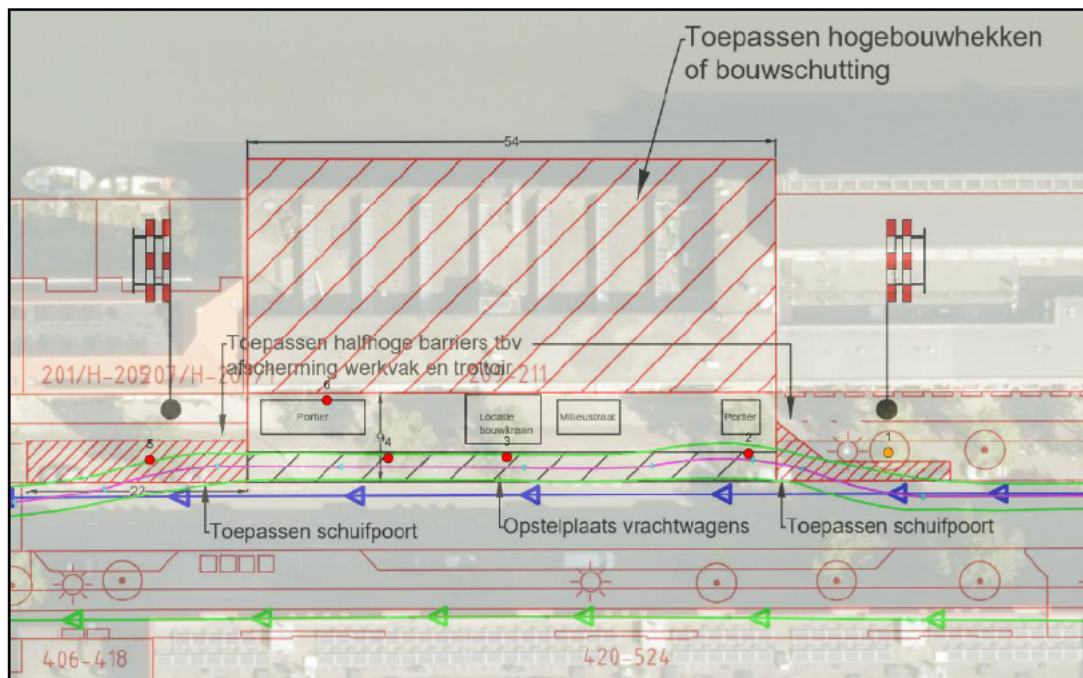 Toepassen hogebouwhekken
of bouwschutting
54
Toepassen halfhoge barriers tbv
afscherming werkvak en trottoir
201/H-205
207/H-20
209-211
6
Portier
Locatie
bouwkraan
Milieustraat
Portier
9
5
4
3
2
1
22
Toepassen schuifpoort
Opstelplaats vrachtwagens
Toepassen schuifpoort
406-418
420-524